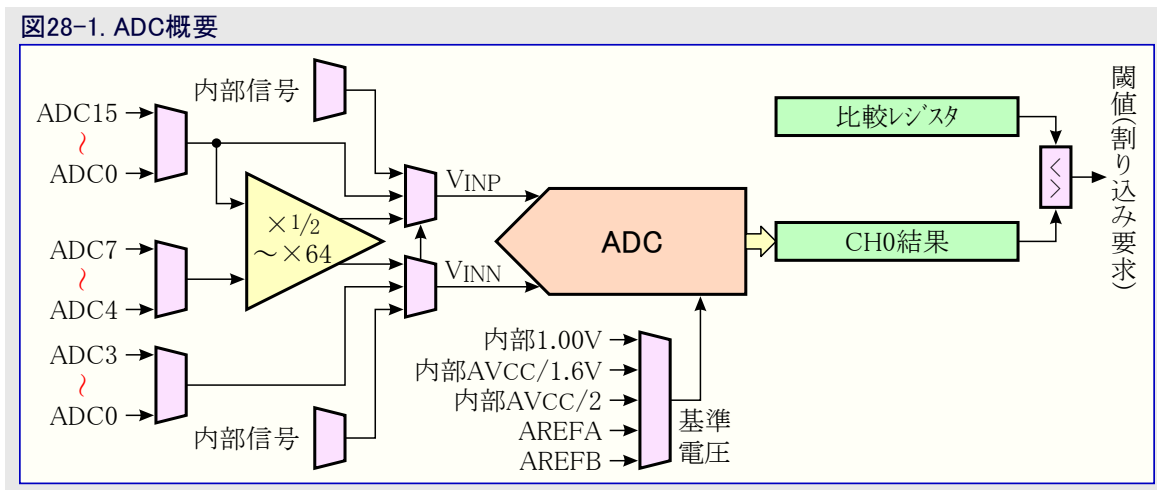 図28-1. ADC概要
内部信号
ADC15
~
ADC0
ADC7
~
ADC4
ADC3
~
ADC0
内部信号
×1/2
~×64
VINP
VINN
ADC
内部1.00V
内部AVCC/1.6V
内部AVCC/2
AREFA
AREFB
基準
電圧
比較レジスタ
CH0結果
< >
閾値(割り込み要求)